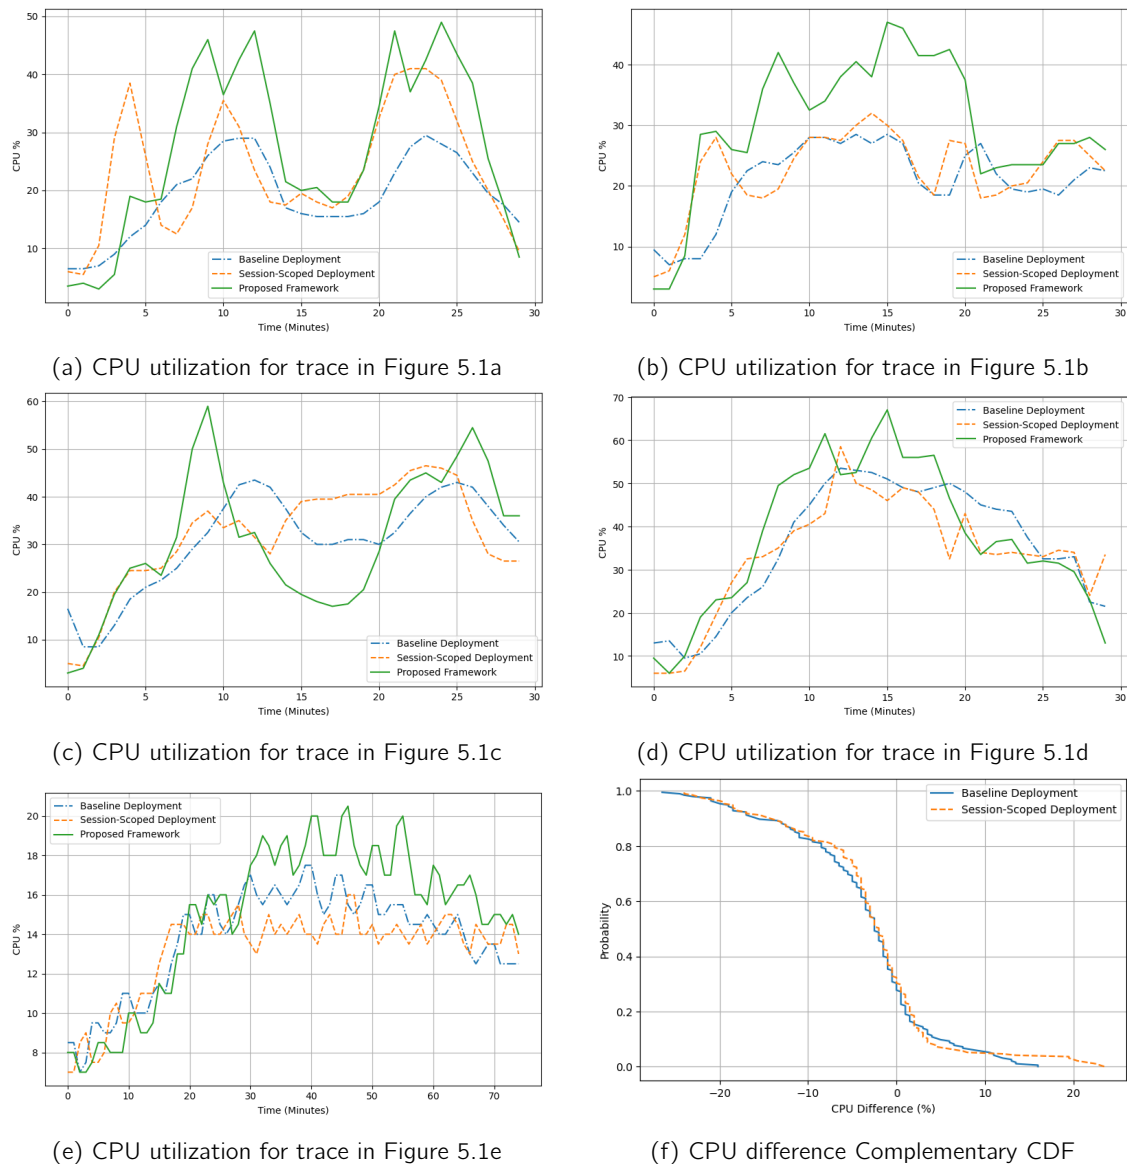 50
40
30
20
10
CPU %
Baseline Deployment
Session-Scoped Deployment
Proposed Framework
0 5 10 15 20 25 30
Time (Minutes)
(a) CPU utilization for trace in Figure 5.1a
40
30
20
10
CPU %
Baseline Deployment
Session-Scoped Deployment
Proposed Framework
0 5 10 15 20 25 30
Time (Minutes)
(b) CPU utilization for trace in Figure 5.1b
60
50
40
30
20
10
CPU %
Baseline Deployment
Session-Scoped Deployment
Proposed Framework
0 5 10 15 20 25 30
Time (Minutes)
(c) CPU utilization for trace in Figure 5.1c
70
60
50
40
30
20
10
CPU %
Baseline Deployment
Session-Scoped Deployment
Proposed Framework
0 5 10 15 20 25 30
Time (Minutes)
(d) CPU utilization for trace in Figure 5.1d
20
18
16
14
12
10
8
CPU %
Baseline Deployment
Session-Scoped Deployment
Proposed Framework
0 10 20 30 40 50 60 70
Time (Minutes)
(e) CPU utilization for trace in Figure 5.1e
1.0
0.8
0.6
0.4
0.2
0.0
Probability
Baseline Deployment
Session-Scoped Deployment
−20 −10 0 10 20
CPU Difference (%)
(f) CPU difference Complementary CDF